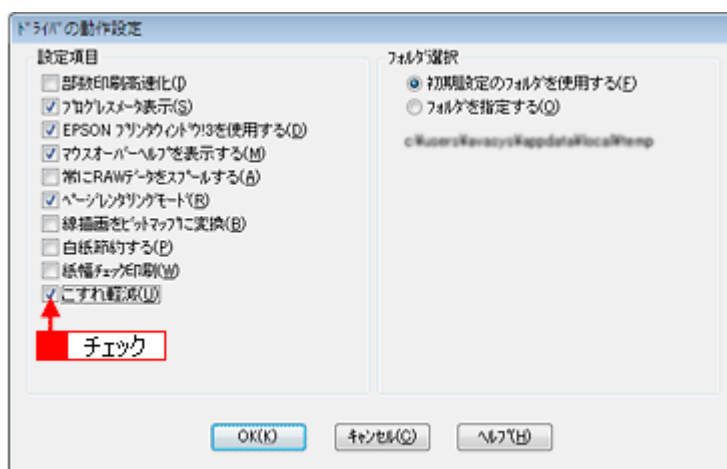 ドライバの動作設定
設定項目
部数印刷高速化(I)
プログレスメータ表示(S)
EPSON プリンタウィンドウ!3を使用する(D)
マウスオーバーヘルプを表示する(M)
常にRAWデータをスプールする(A)
ページレンダリングモード(R)
線描画をビットマップに変換(B)
白紙節約する(P)
紙幅チェック印刷(W)
こすれ軽減(U)
チェック
フォルダ選択
初期設定のフォルダを使用する(F)
フォルダを指定する(O)
c:¥users¥avasys¥appdata¥local¥temp
OK(K)
キャンセル(C)
ヘルプ(H)